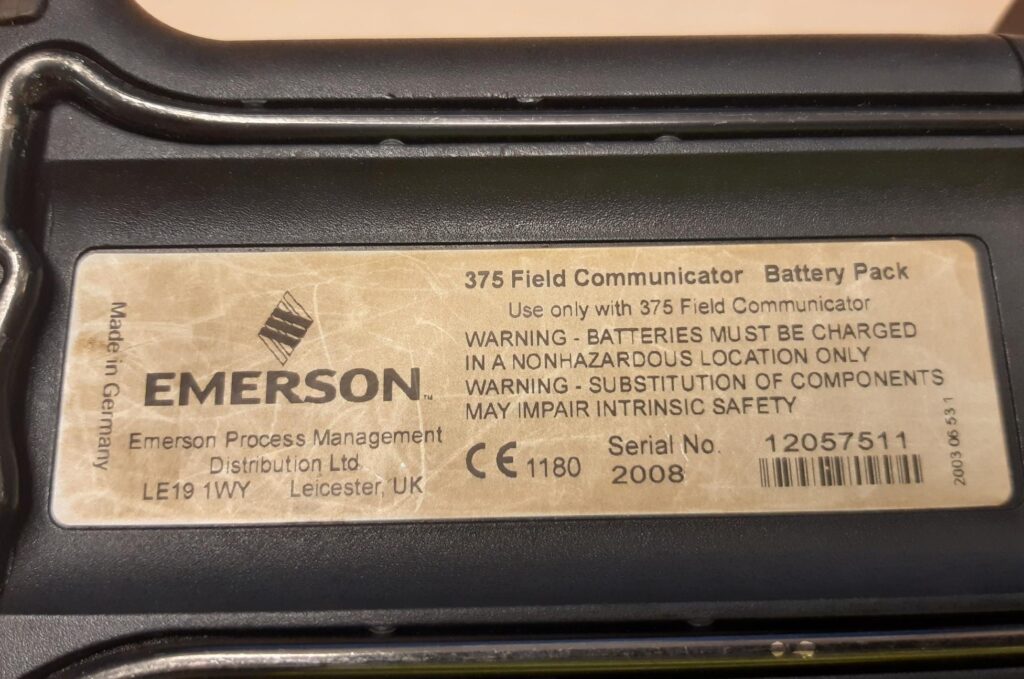 Made in Germany
EMERSON™
Emerson Process Management
Distribution Ltd
LE19 1WY Leicester, UK
375 Field Communicator Battery Pack
Use only with 375 Field Communicator
WARNING - BATTERIES MUST BE CHARGED
IN A NONHAZARDOUS LOCATION ONLY
WARNING - SUBSTITUTION OF COMPONENTS
MAY IMPAIR INTRINSIC SAFETY
CE 1180
Serial No. 12057511
2008
2003 06 53 1